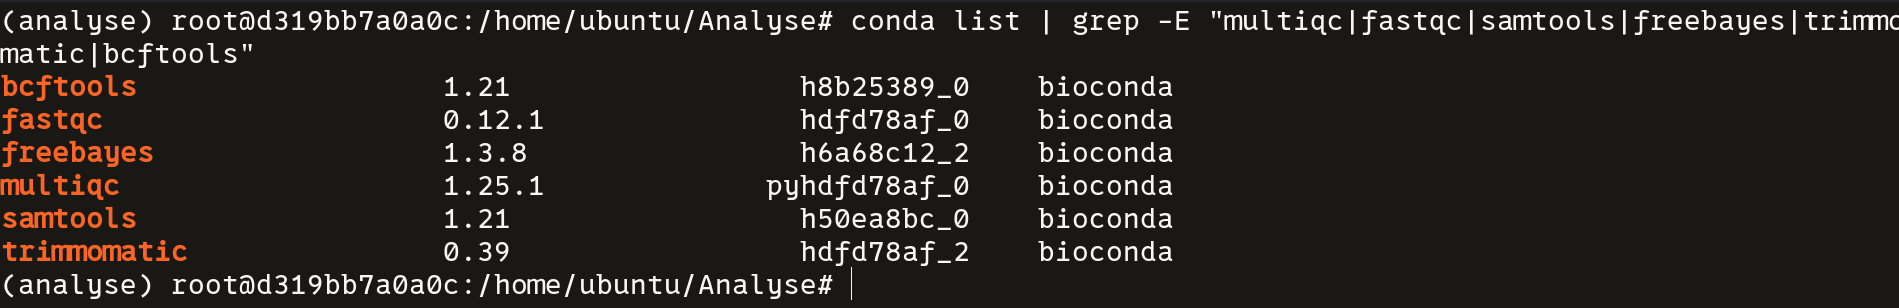 (analyse) root@d319bb7a0a0c:/home/ubuntu/Analyse# conda list | grep -E "multiqc|fastqc|samtools|freebayes|trimmo
matic|bcftools"
bcftools 1.21 h8b25389_0 bioconda
fastqc 0.12.1 hdfd78af_0 bioconda
freebayes 1.3.8 h6a68c12_2 bioconda
multiqc 1.25.1 pyhdfd78af_0 bioconda
samtools 1.21 h50ea8bc_0 bioconda
trimmomatic 0.39 hdfd78af_2 bioconda
(analyse) root@d319bb7a0a0c:/home/ubuntu/Analyse#